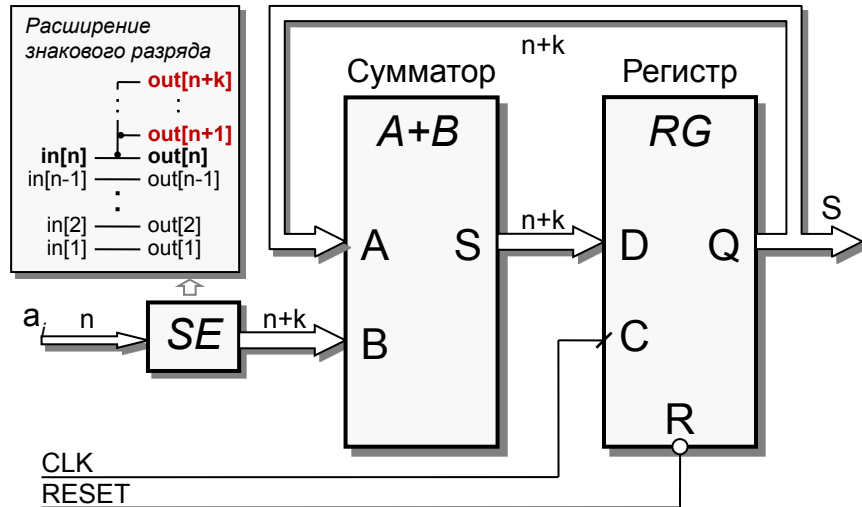 Расширение
знакового разряда
out[n+k]
out[n+1]
in[n] out[n]
in[n-1] out[n-1]
in[2] out[2]
in[1] out[1]
n+k
Сумматор
Регистр
A+B
RG
A
S
n+k
D
Q
S
a_i
n
SE
n+k
B
C
R
CLK
RESET